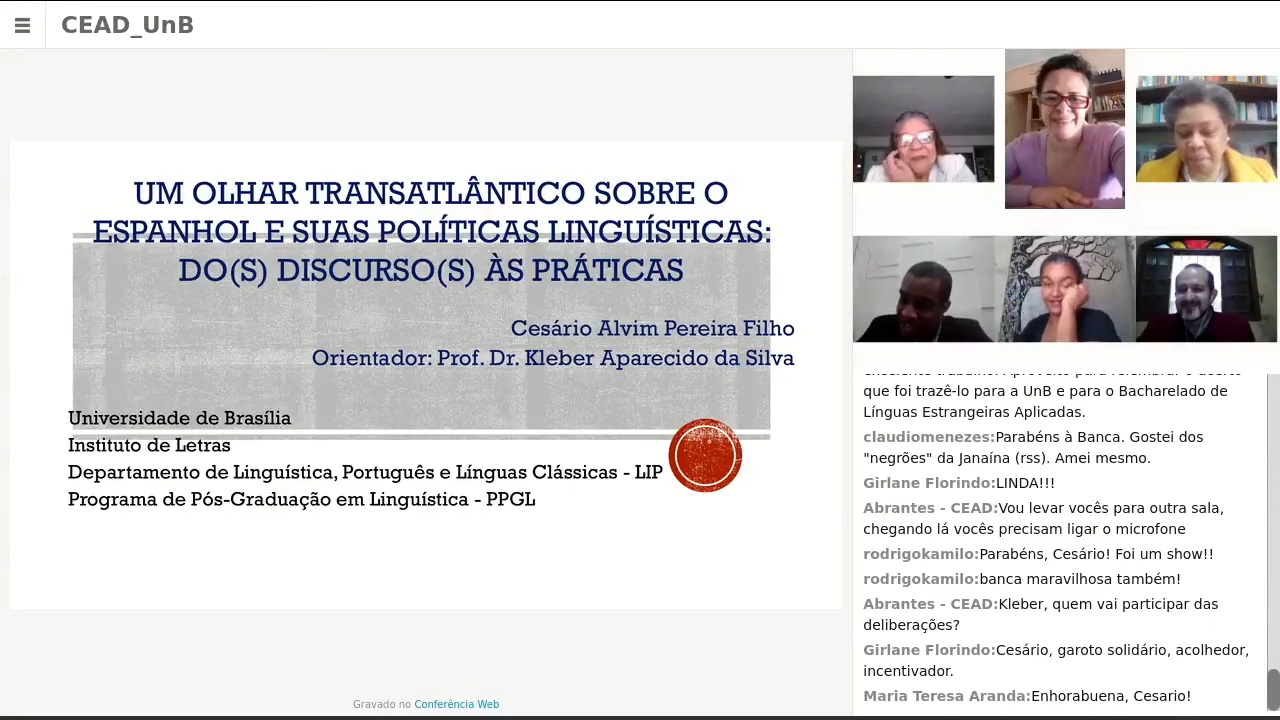 CEAD_UnB
UM OLHAR TRANSATLÂNTICO SOBRE O
ESPANHOL E SUAS POLÍTICAS LINGUÍSTICAS:
DO(S) DISCURSO(S) ÀS PRÁTICAS
Cesário Alvim Pereira Filho
Orientador: Prof. Dr. Kleber Aparecido da Silva
Universidade de Brasília
Instituto de Letras
Departamento de Linguística, Português e Línguas Clássicas - LIP
Programa de Pós-Graduação em Linguística - PPGL
Gravado no Conferência Web
excelente trabalho. Aproveito para relembrar o acerto
que foi trazê-lo para a UnB e para o Bacharelado de
Línguas Estrangeiras Aplicadas.
claudiomenezes:Parabéns à Banca. Gostei dos
"negrões" da Janaína (rss). Amei mesmo.
Girlane Florindo:LINDA!!!
Abrantes - CEAD:Vou levar vocês para outra sala,
chegando lá vocês precisam ligar o microfone
rodrigokamilo:Parabéns, Cesário! Foi um show!!
rodrigokamilo:banca maravilhosa também!
Abrantes - CEAD:Kleber, quem vai participar das
deliberações?
Girlane Florindo:Cesário, garoto solidário, acolhedor,
incentivador.
Maria Teresa Aranda:Enhorabuena, Cesario!